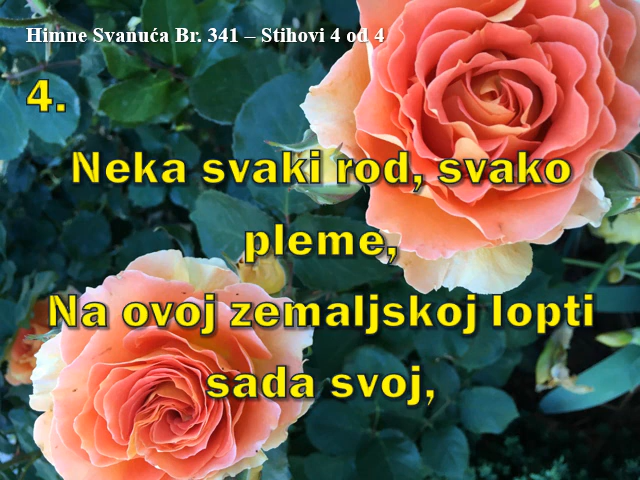 Himne Svanuća Br. 341 – Stihovi 4 od 4
4.
Neka svaki rod, svako
pleme,
Na ovoj zemaljskoj lopti
sada svoj,